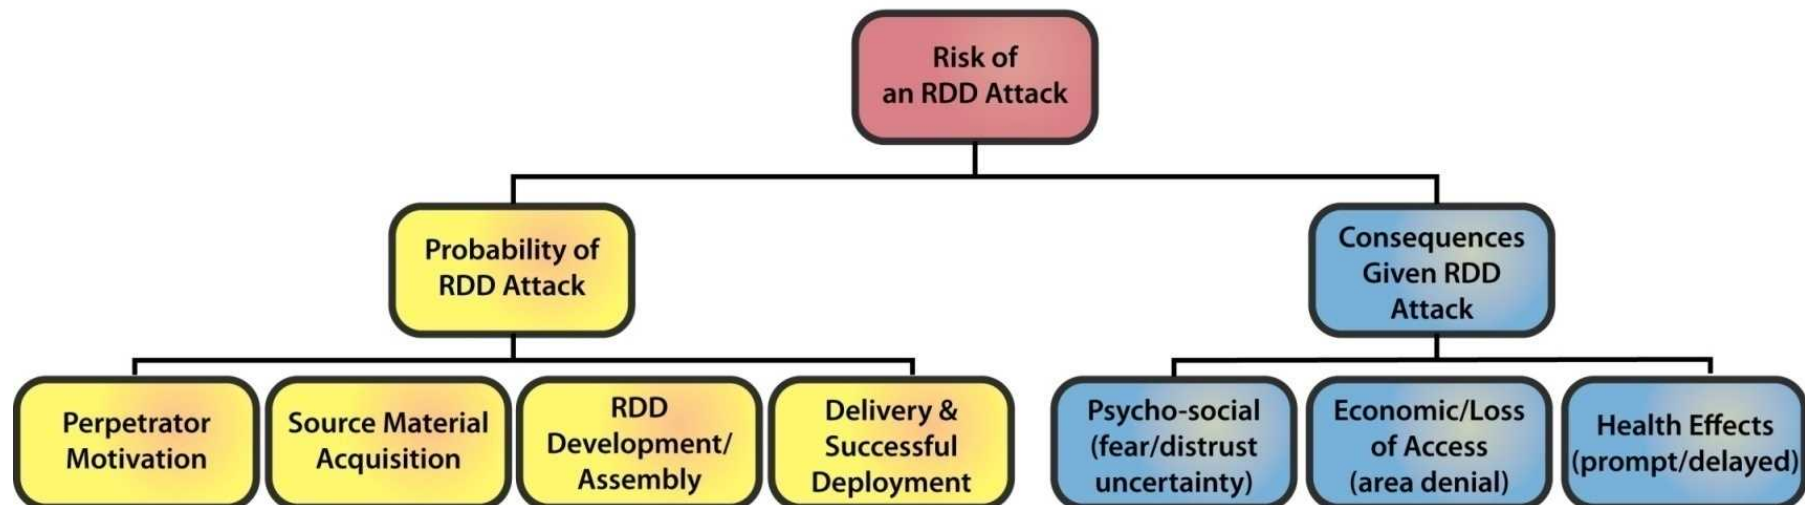 Risk of
an RDD Attack
Probability of
RDD Attack
Consequences
Given RDD
Attack
Perpetrator
Motivation
Source Material
Acquisition
RDD
Development/
Assembly
Delivery &
Successful
Deployment
Psycho-social
(fear/distrust
uncertainty)
Economic/Loss
of Access
(area denial)
Health Effects
(prompt/delayed)